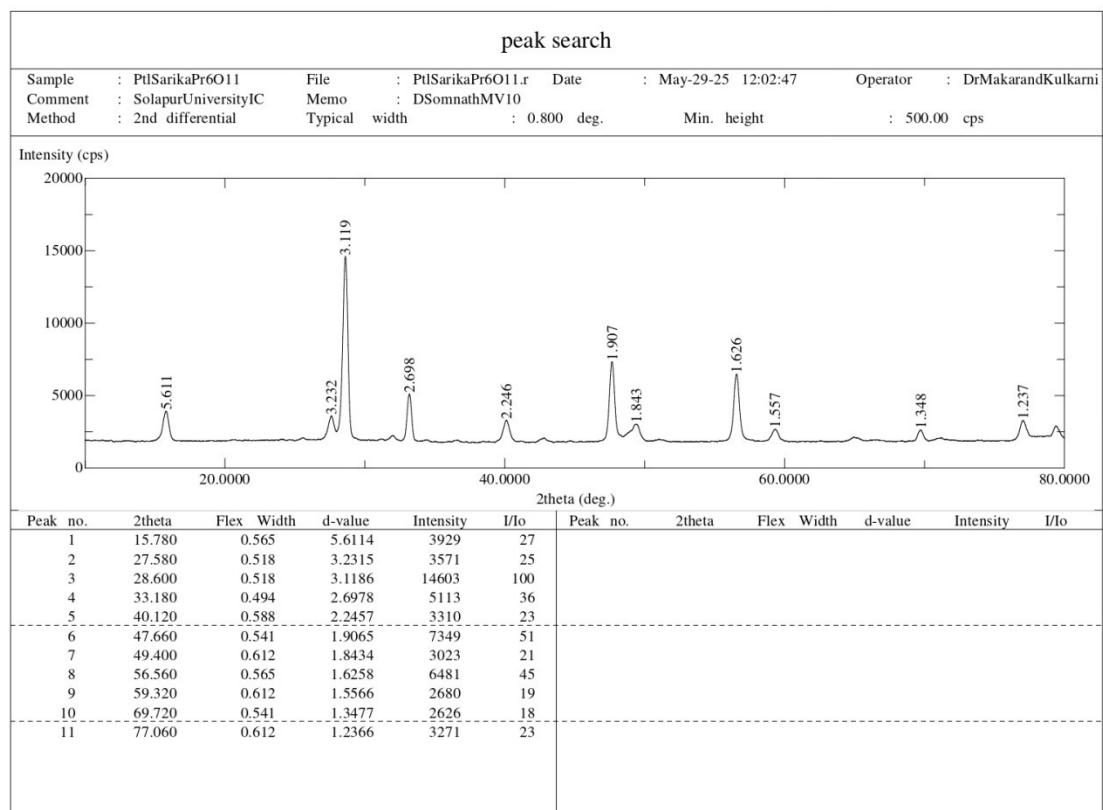 peak search
Sample : PtlSarikaPr6O11 File : PtlSarikaPr6O11.r Date : May-29-25 12:02:47 Operator : DrMakarandKulkarni
Comment : SolapurUniversityIC Memo : DSomnathMV10
Method : 2nd differential Typical width : 0.800 deg. Min. height : 500.00 cps
Intensity (cps)
20000
15000
10000
5000
0
5.611
3.232
3.119
2.698
2.246
1.907
1.843
1.626
1.557
1.348
1.237
20.0000 40.0000 60.0000 80.0000
2theta (deg.)
Peak no. 2theta Flex Width d-value Intensity I/Io Peak no. 2theta Flex Width d-value Intensity I/Io
1 15.780 0.565 5.6114 3929 27
2 27.580 0.518 3.2315 3571 25
3 28.600 0.518 3.1186 14603 100
4 33.180 0.494 2.6978 5113 36
5 40.120 0.588 2.2457 3310 23
6 47.660 0.541 1.9065 7349 51
7 49.400 0.612 1.8434 3023 21
8 56.560 0.565 1.6258 6481 45
9 59.320 0.612 1.5566 2680 19
10 69.720 0.541 1.3477 2626 18
11 77.060 0.612 1.2366 3271 23